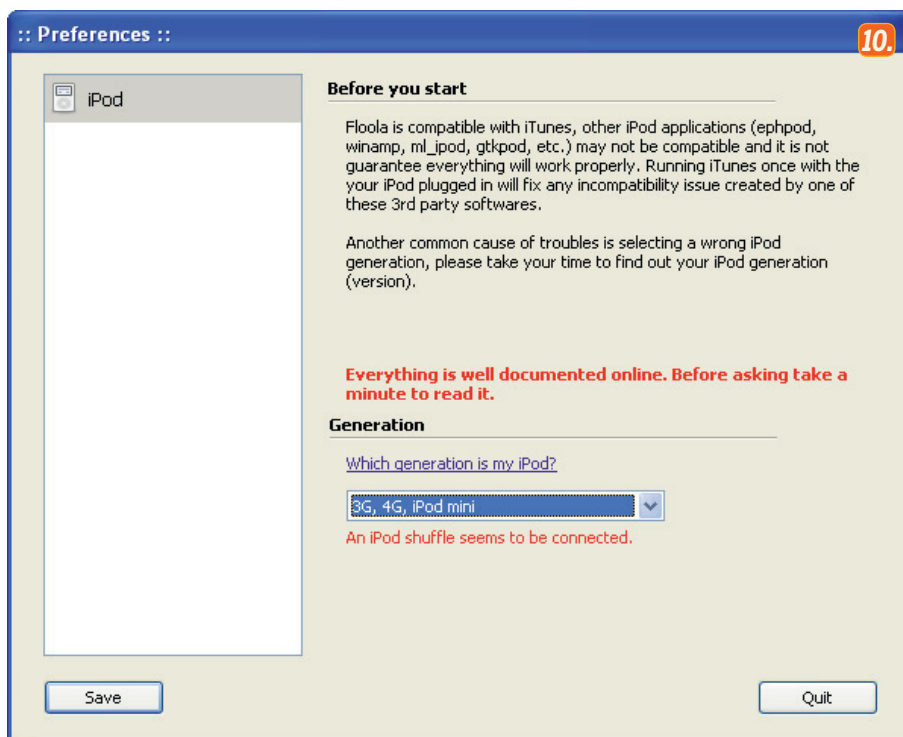 :: Preferences ::
10.
iPod
Before you start
Floola is compatible with iTunes, other iPod applications (ephpod,
winamp, ml_ipod, gtkpod, etc.) may not be compatible and it is not
guarantee everything will work properly. Running iTunes once with the
your iPod plugged in will fix any incompatibility issue created by one of
these 3rd party softwares.
Another common cause of troubles is selecting a wrong iPod
generation, please take your time to find out your iPod generation
(version).
Everything is well documented online. Before asking take a
minute to read it.
Generation
Which generation is my iPod?
3G, 4G, iPod mini
An iPod shuffle seems to be connected.
Save
Quit